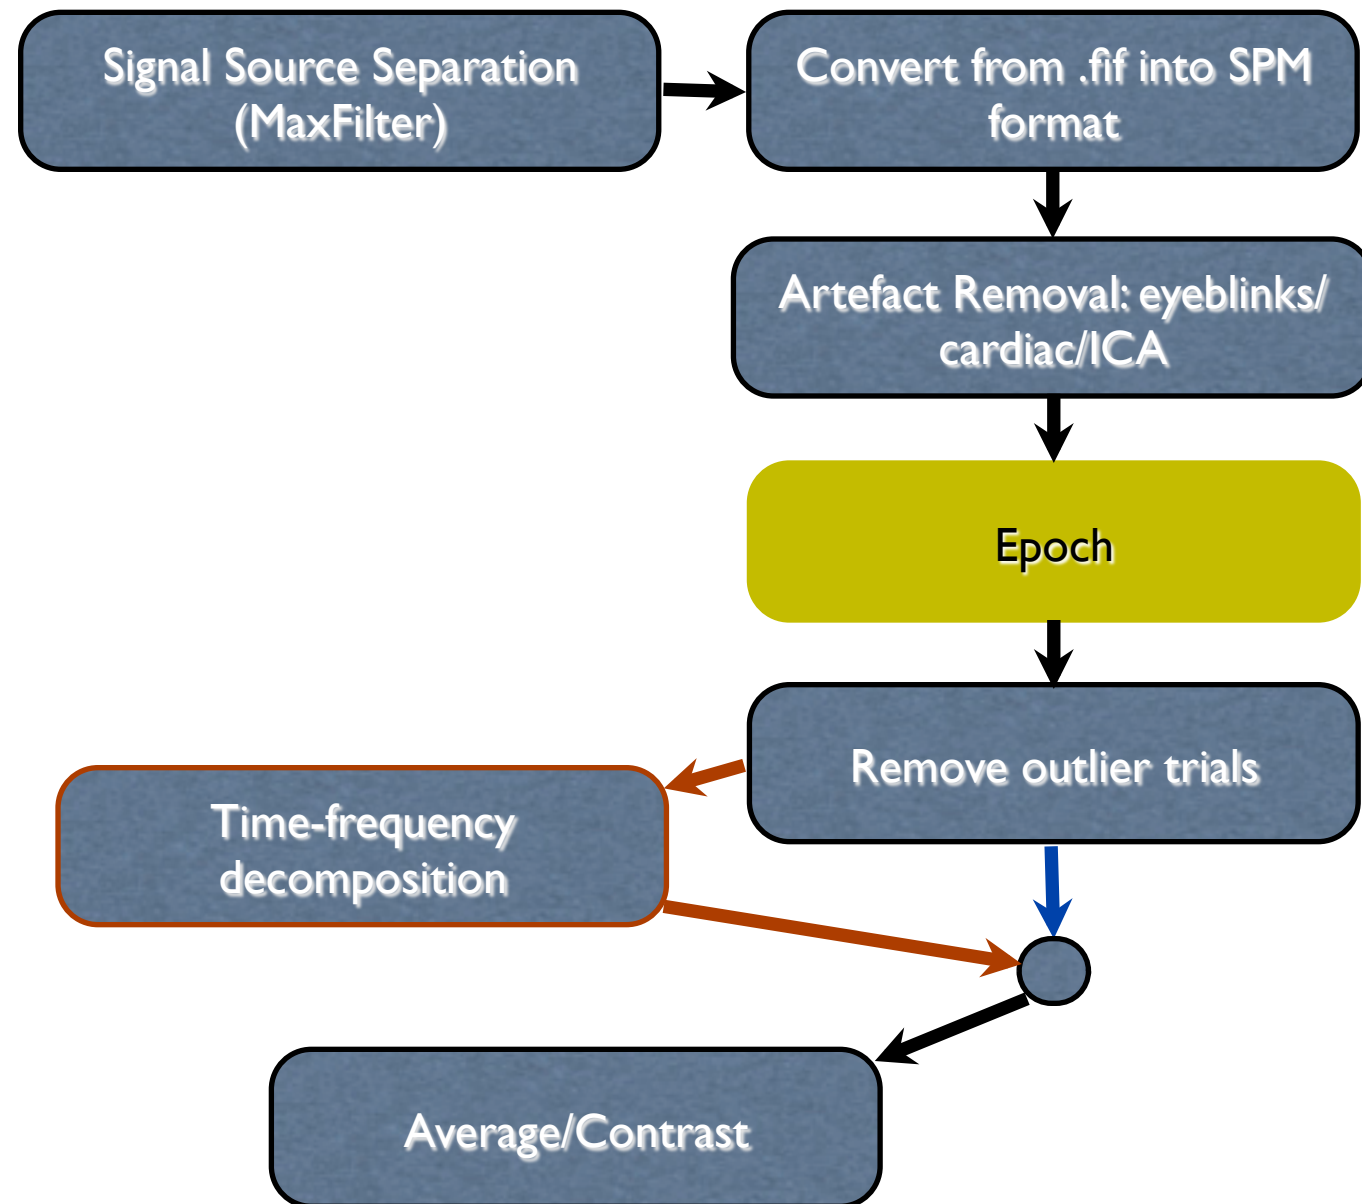 Signal Source Separation
(MaxFilter)
Convert from .fif into SPM
format
Artefact Removal: eyeblinks/
cardiac/ICA
Epoch
Remove outlier trials
Time-frequency
decomposition
Average/Contrast